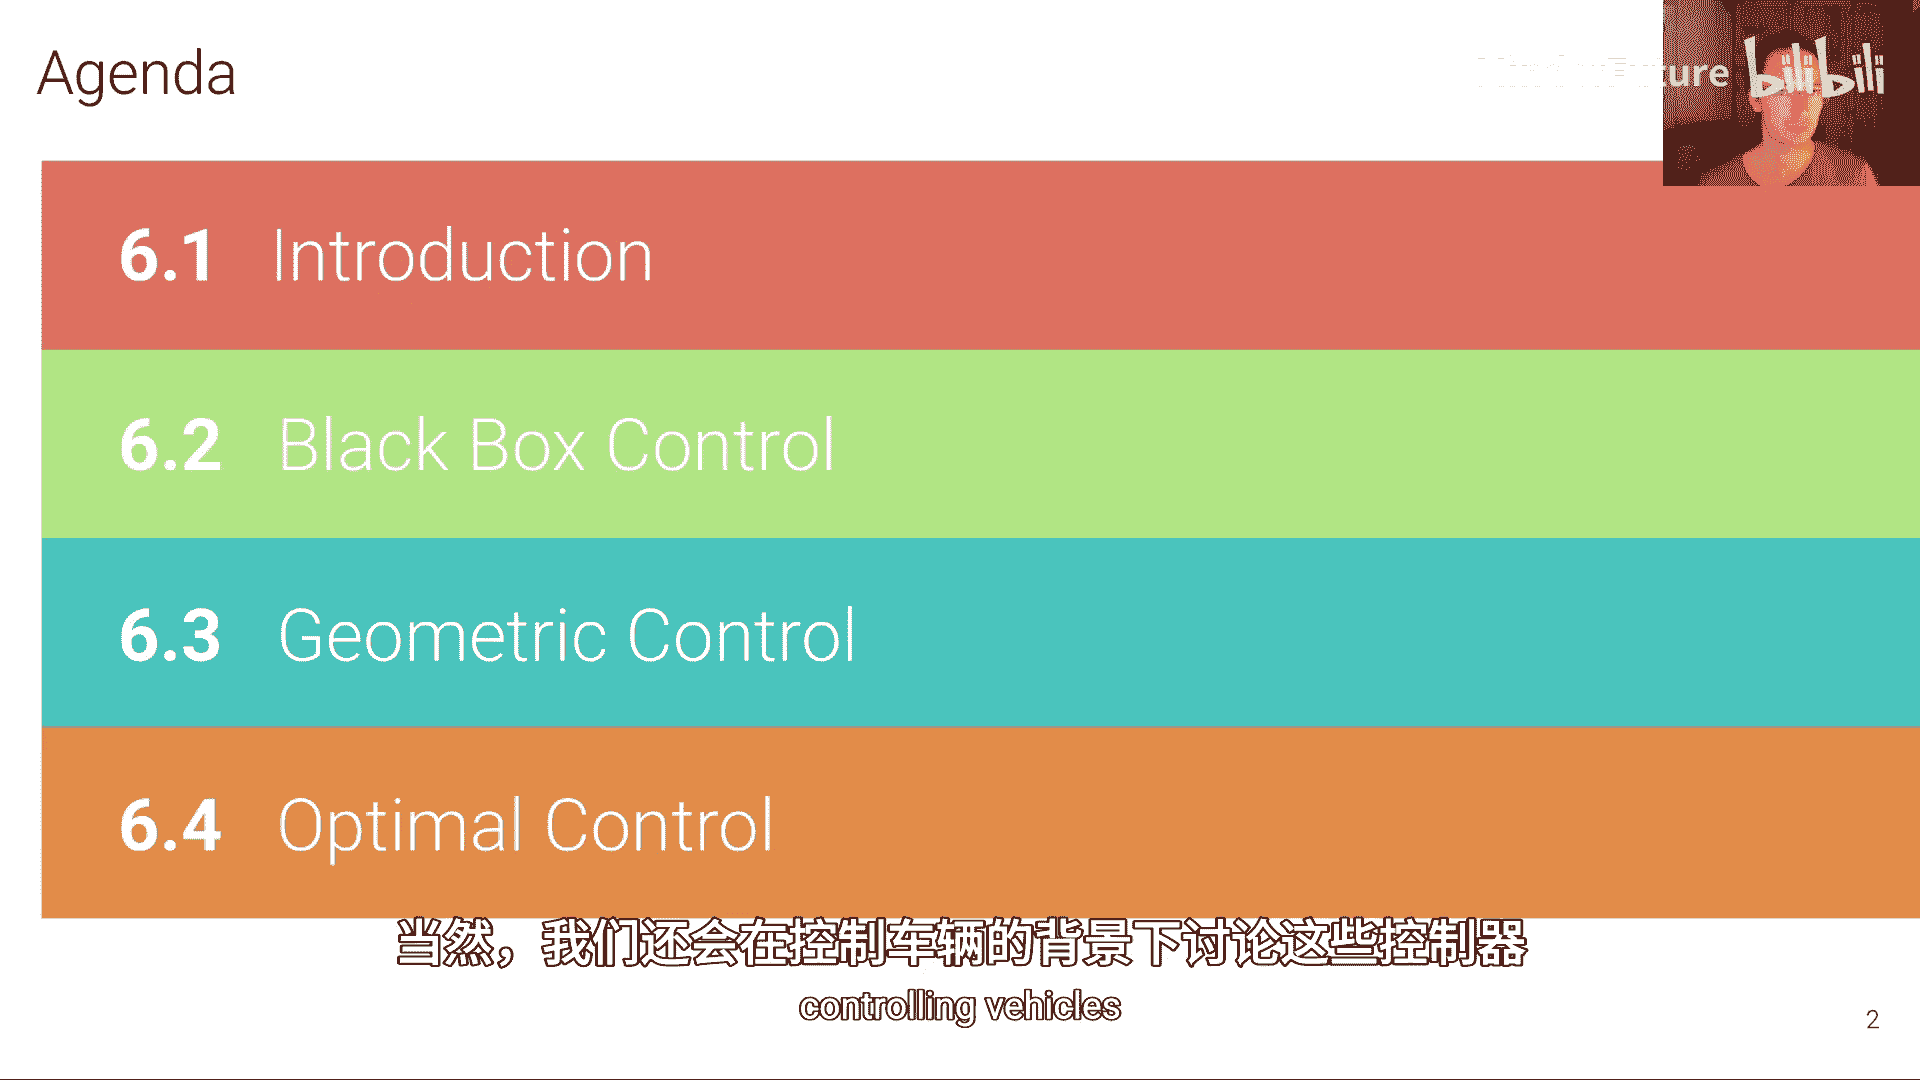 Agenda
ture bilibili
6.1 Introduction
6.2 Black Box Control
6.3 Geometric Control
6.4 Optimal Control
当然，我们还会在控制车辆的背景下讨论这些控制器
controlling vehicles
2